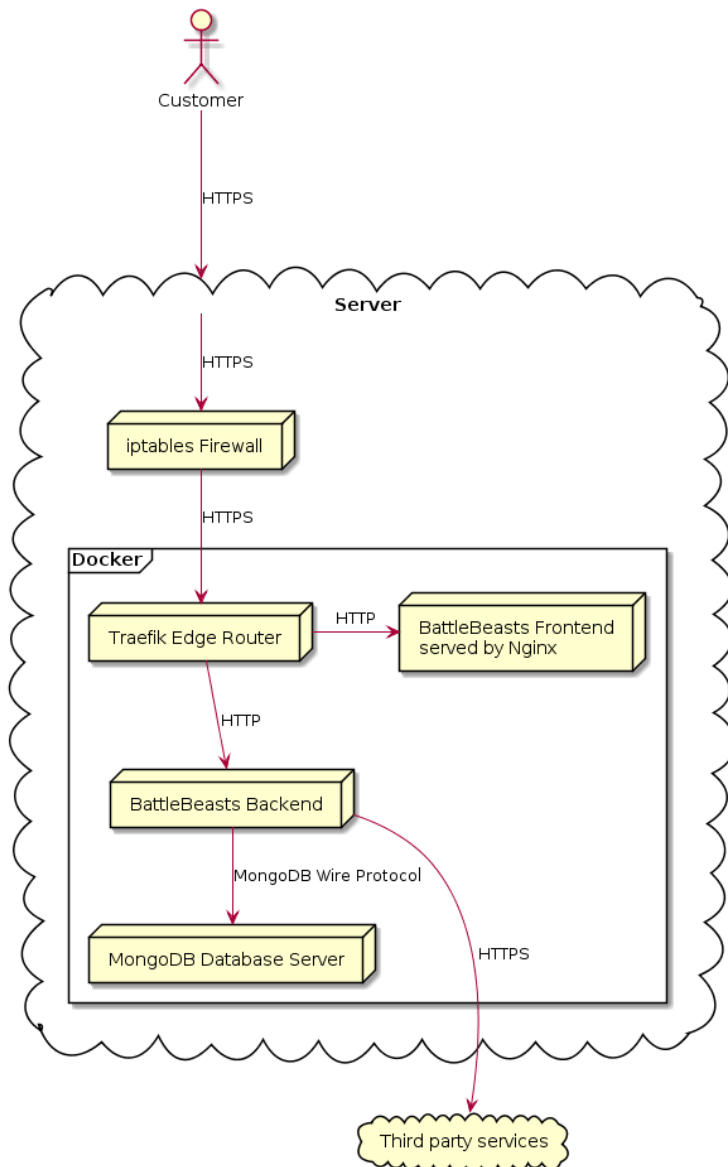 Customer
HTTPS
Server
HTTPS
iptables Firewall
HTTPS
Docker
Traefik Edge Router
HTTP
BattleBeasts Frontend
served by Nginx
HTTP
BattleBeasts Backend
MongoDB Wire Protocol
HTTPS
MongoDB Database Server
Third party services